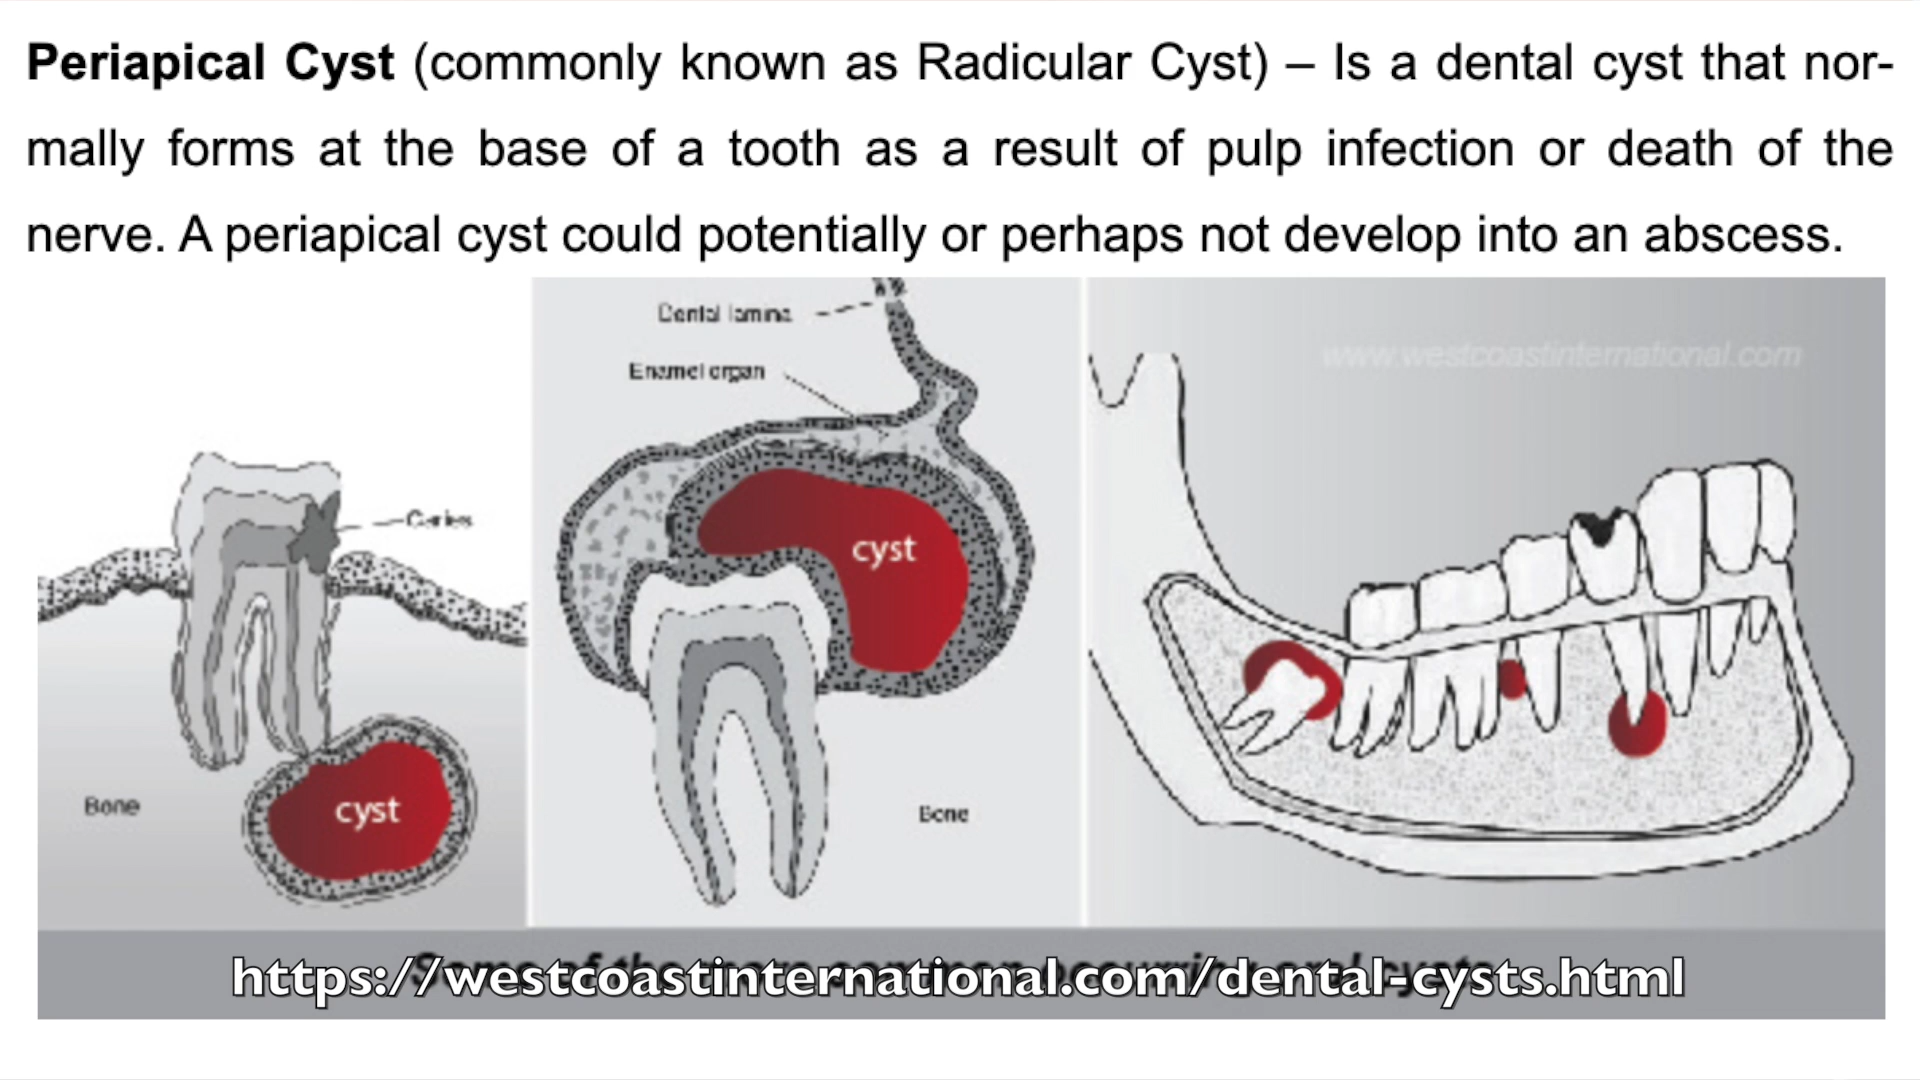 Periapical Cyst (commonly known as Radicular Cyst) – Is a dental cyst that nor-
mally forms at the base of a tooth as a result of pulp infection or death of the
nerve. A periapical cyst could potentially or perhaps not develop into an abscess.
Dental lamina
Enamel organ
www.westcoastinternational.com
Caries
cyst
Bone
cyst
Bone
https://westcoastinternational.com/dental-cysts.html